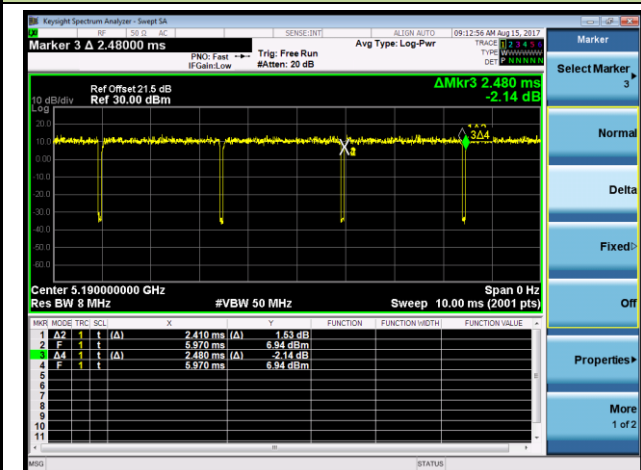 Keysight Spectrum Analyzer - Swept SA
RF 50 Ω AC SENSE:INT ALIGN AUTO 09:12:56 AM Aug 15, 2017
Marker 3 Δ 2.48000 ms
PNO: Fast
IFGain:Low
Trig: Free Run
#Atten: 20 dB
Avg Type: Log-Pwr
TRACE 1 2 3 4 5 6
TYPE W
DET P N N N N N
Ref Offset 21.5 dB
Ref 30.00 dBm
10 dB/div
Log
ΔMkr3 2.480 ms
-2.14 dB
20.0
10.0
0.00
-10.0
-20.0
-30.0
-40.0
-50.0
-60.0
3Δ4
Center 5.190000000 GHz
Span 0 Hz
Res BW 8 MHz
#VBW 50 MHz
Sweep 10.00 ms (2001 pts)
MKR MODE TRC SCL X Y FUNCTION FUNCTION WIDTH FUNCTION VALUE
1 Δ2 1 t (Δ) 2.410 ms (Δ) 1.53 dB
2 F 1 t 5.970 ms 6.94 dBm
3 Δ4 1 t (Δ) 2.480 ms (Δ) -2.14 dB
4 F 1 t 5.970 ms 6.94 dBm
5
6
7
8
9
10
11
MSG
STATUS
Marker
Select Marker
3
Normal
Delta
Fixed
Off
Properties
More
1 of 2